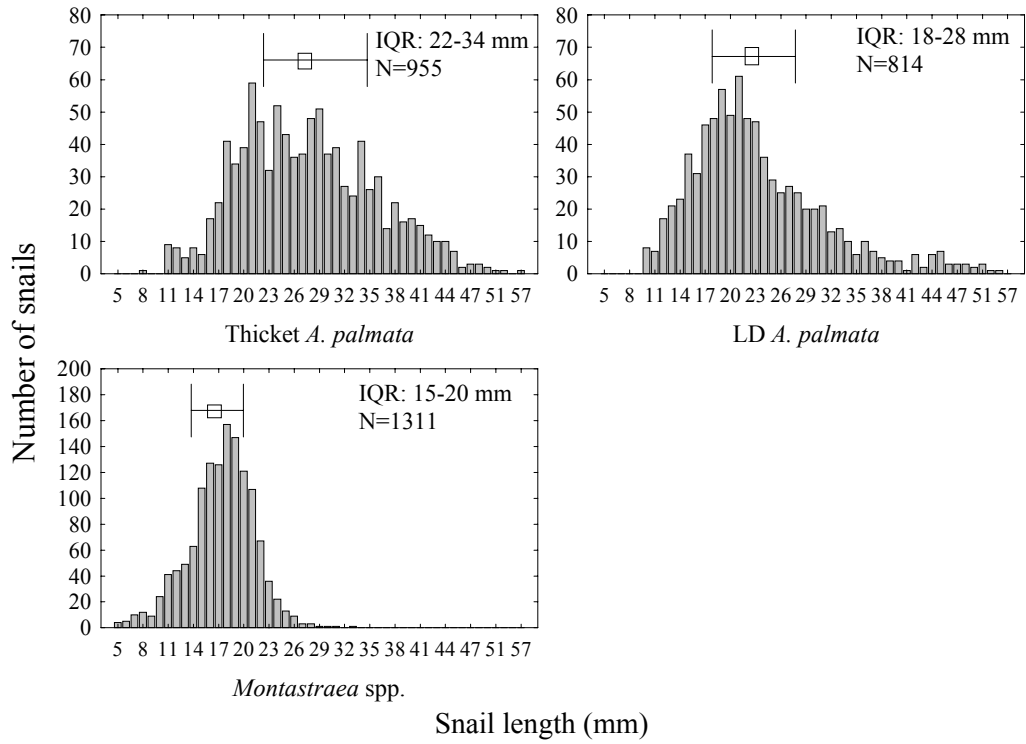 Number of snails
80
70
60
50
40
30
20
10
0
IQR: 22-34 mm
N=955
5 8 11 14 17 20 23 26 29 32 35 38 41 44 47 51 57
Thicket A. palmata
80
70
60
50
40
30
20
10
0
IQR: 18-28 mm
N=814
5 8 11 14 17 20 23 26 29 32 35 38 41 44 47 51 57
LD A. palmata
200
180
160
140
120
100
80
60
40
20
0
IQR: 15-20 mm
N=1311
5 8 11 14 17 20 23 26 29 32 35 38 41 44 47 51 57
Montastraea spp.
Snail length (mm)